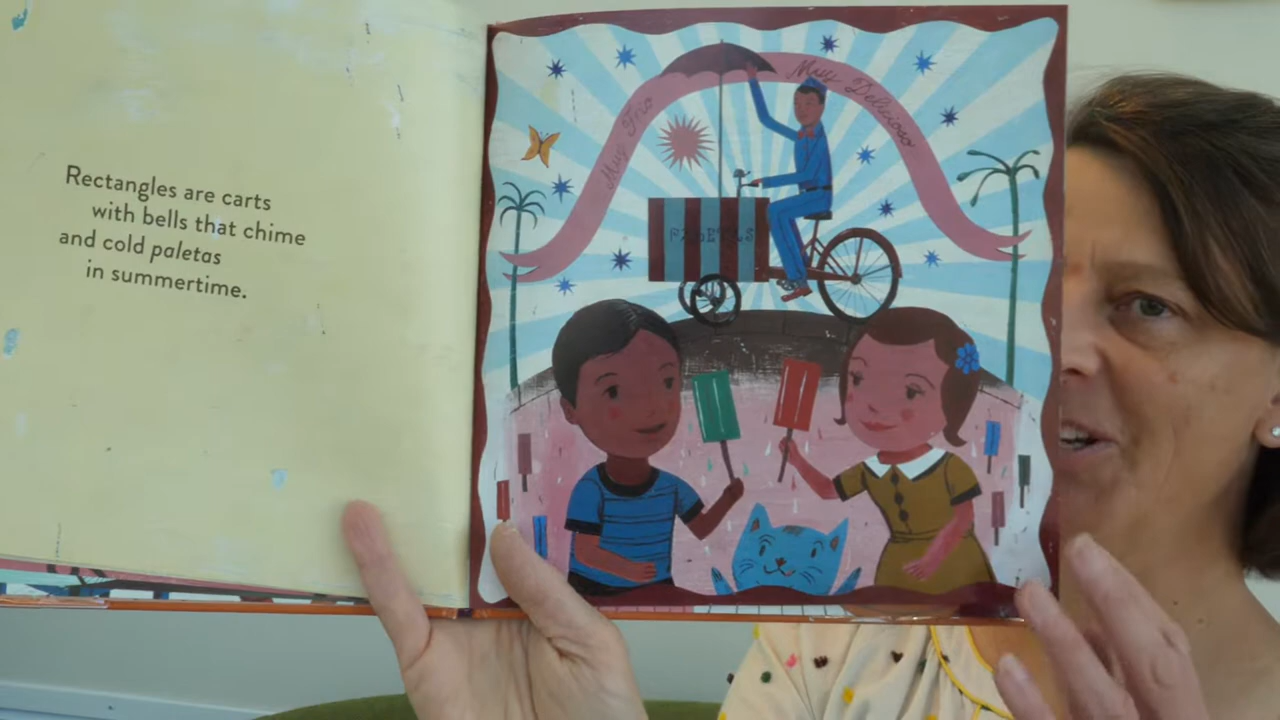 Rectangles are carts
with bells that chime
and cold paletas
in summertime.
Muy Frio
Muy Delicioso
PALETAS